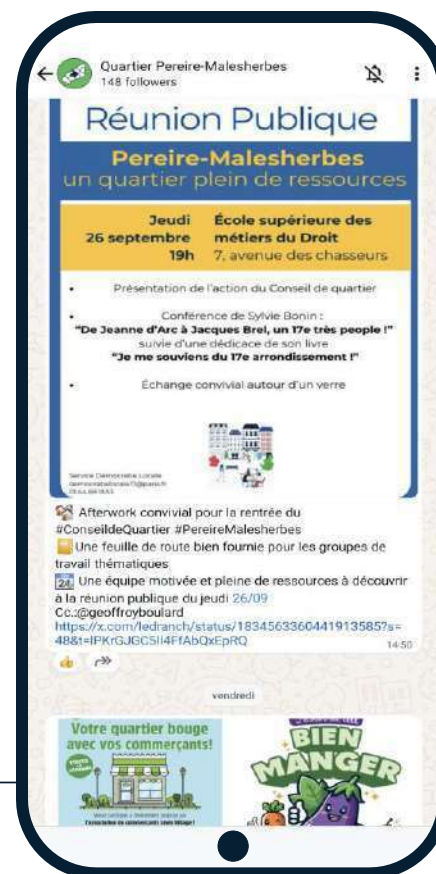 Quartier Pereire-Malesherbes
148 followers
Réunion Publique
Pereire-Malesherbes
un quartier plein de ressources
Jeudi
26 septembre
19h
École supérieure des
métiers du Droit
7, avenue des chasseurs
Présentation de l'action du Conseil de quartier
Conférence de Sylvie Bonin :
"De Jeanne d'Arc à Jacques Brel, un 17e très people !"
suivie d'une dédicace de son livre
"Je me souviens du 17e arrondissement !"
Échange convivial autour d'un verre
Service Démocratie Locale
Afterwork convivial pour la rentrée du
#ConseildeQuartier #PereireMalesherbes
Une feuille de route bien fournie pour les groupes de
travail thématiques
24 Une équipe motivée et pleine de ressources à découvrir
à la réunion publique du jeudi 26/09
Cc.:@geoffroyboulard
https://x.com/ledranch/status/1834563360441913585?s=
14:50
vendredi
Votre quartier bouge
avec vos commerçants!
BIEN
MANGER